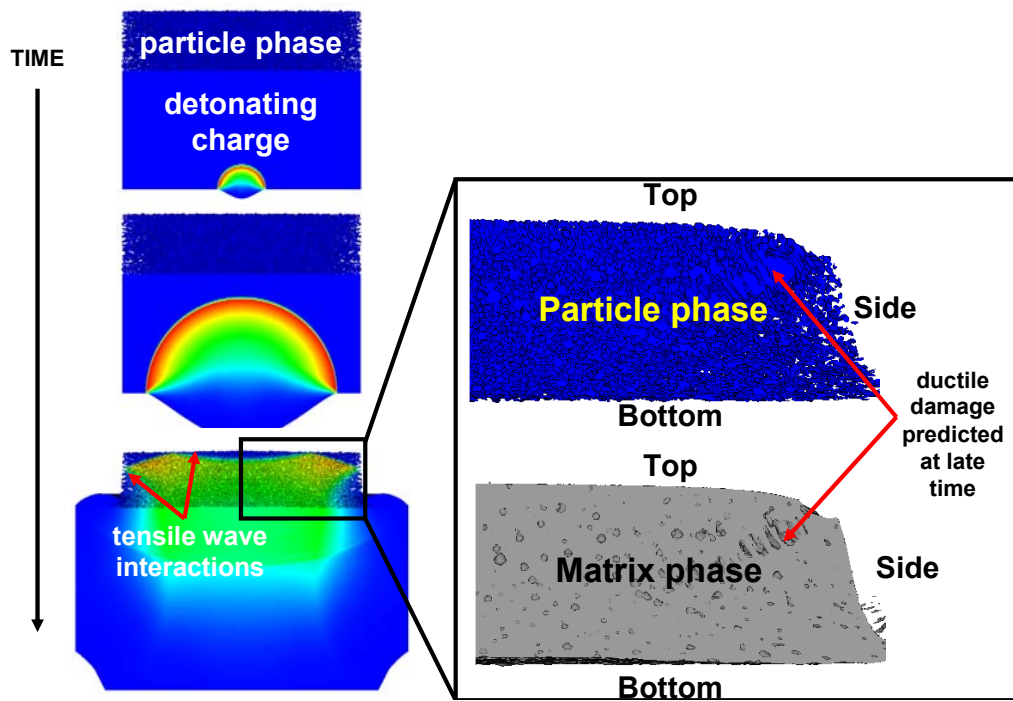 TIME
particle phase
detonating
charge
tensile wave
interactions
Top
Particle phase
Side
Bottom
ductile
damage
predicted
at late
time
Top
Matrix phase
Side
Bottom